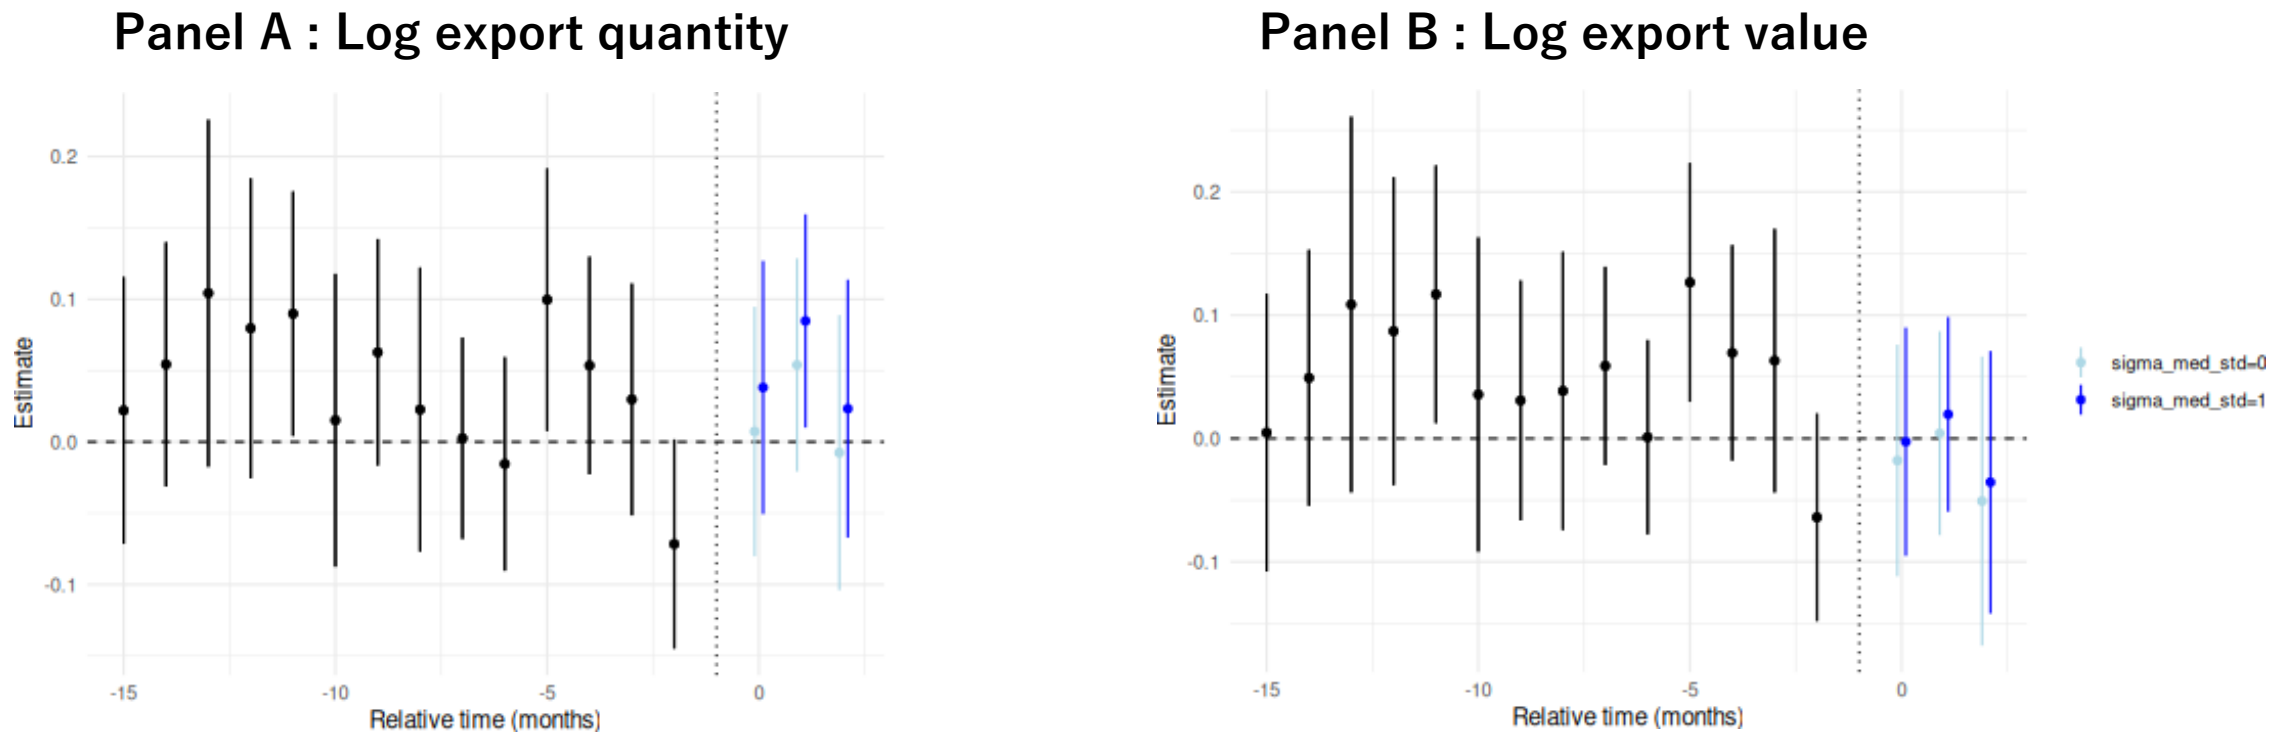 Panel A : Log export quantity
Estimate
0.2
0.1
0.0
-0.1
-15
-10
-5
0
Relative time (months)
Panel B : Log export value
Estimate
0.2
0.1
0.0
-0.1
-15
-10
-5
0
Relative time (months)
sigma_med_std=0
sigma_med_std=1